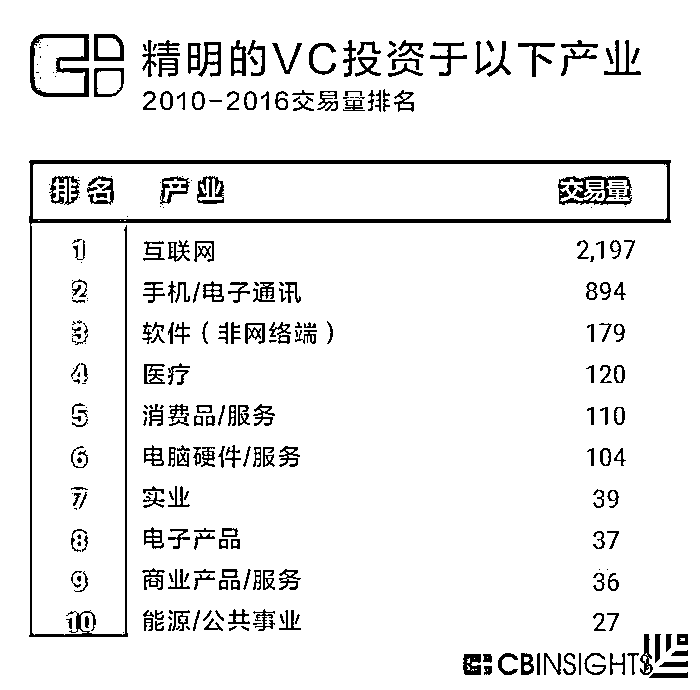 精明的VC投资于以下产业
2010-2016交易量排名
排名 产业 交易量
1 互联网 2,197
2 手机/电子通讯 894
3 软件（非网络端） 179
4 医疗 120
5 消费品/服务 110
6 电脑硬件/服务 104
7 实业 39
8 电子产品 37
9 商业产品/服务 36
10 能源/公共事业 27
CBINSIGHTS